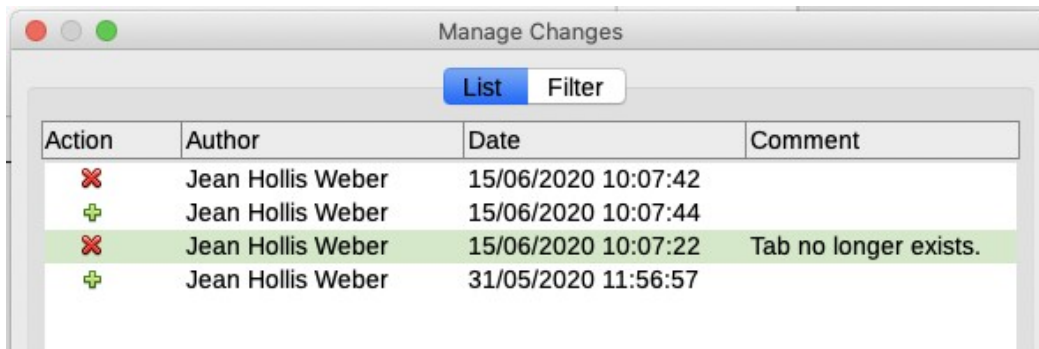 Manage Changes
List Filter
Action Author Date Comment
Jean Hollis Weber 15/06/2020 10:07:42
Jean Hollis Weber 15/06/2020 10:07:44
Jean Hollis Weber 15/06/2020 10:07:22 Tab no longer exists.
Jean Hollis Weber 31/05/2020 11:56:57